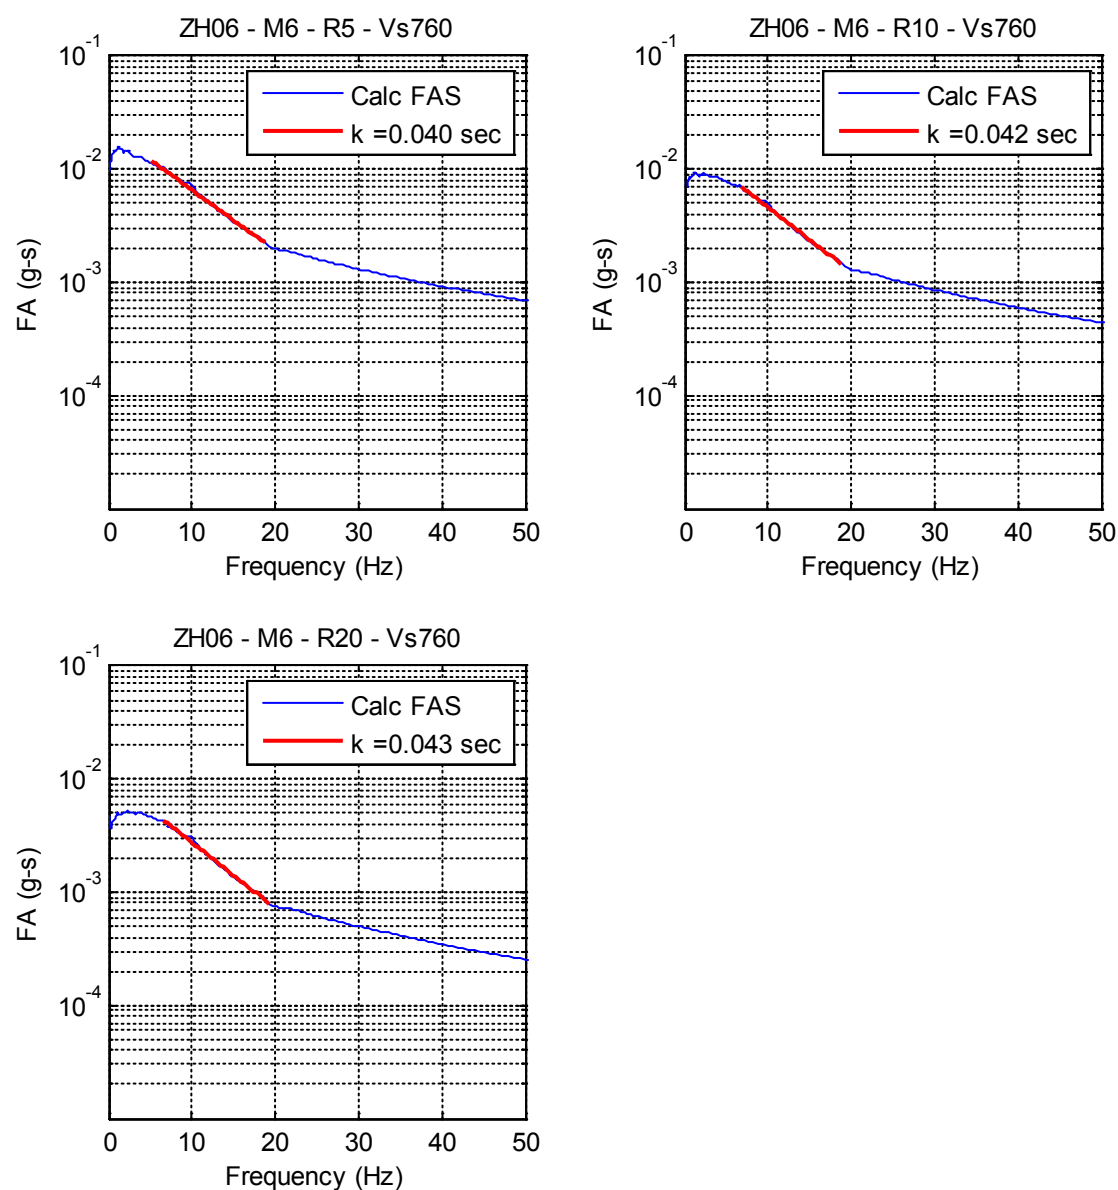 ZH06 - M6 - R5 - Vs760
10^-1
10^-2
10^-3
10^-4
FA (g-s)
Calc FAS
k =0.040 sec
0 10 20 30 40 50
Frequency (Hz)
ZH06 - M6 - R10 - Vs760
10^-1
10^-2
10^-3
10^-4
FA (g-s)
Calc FAS
k =0.042 sec
0 10 20 30 40 50
Frequency (Hz)
ZH06 - M6 - R20 - Vs760
10^-1
10^-2
10^-3
10^-4
FA (g-s)
Calc FAS
k =0.043 sec
0 10 20 30 40 50
Frequency (Hz)